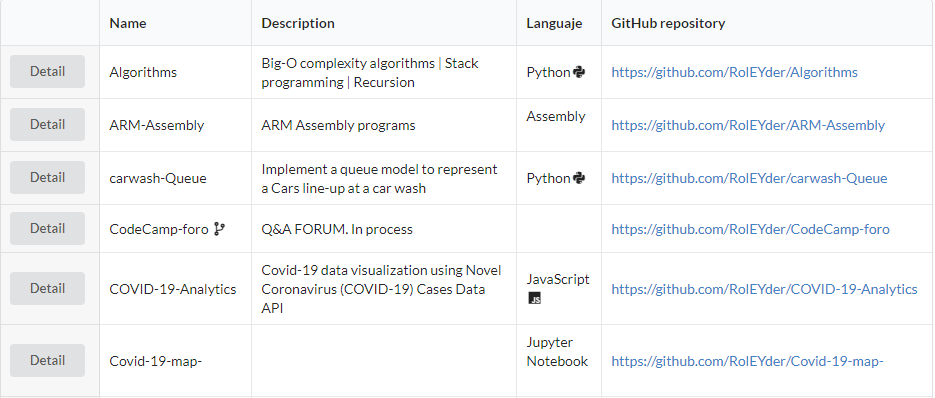 Name Description Languaje GitHub repository
Detail Algorithms Big-O complexity algorithms | Stack
programming | Recursion Python https://github.com/RolEYder/Algorithms
Detail ARM-Assembly ARM Assembly programs Assembly https://github.com/RolEYder/ARM-Assembly
Detail carwash-Queue Implement a queue model to represent
a Cars line-up at a car wash Python https://github.com/RolEYder/carwash-Queue
Detail CodeCamp-foro Q&A FORUM. In process https://github.com/RolEYder/CodeCamp-foro
Detail COVID-19-Analytics Covid-19 data visualization using Novel
Coronavirus (COVID-19) Cases Data
API JavaScript
JS https://github.com/RolEYder/COVID-19-Analytics
Detail Covid-19-map- Jupyter
Notebook https://github.com/RolEYder/Covid-19-map-